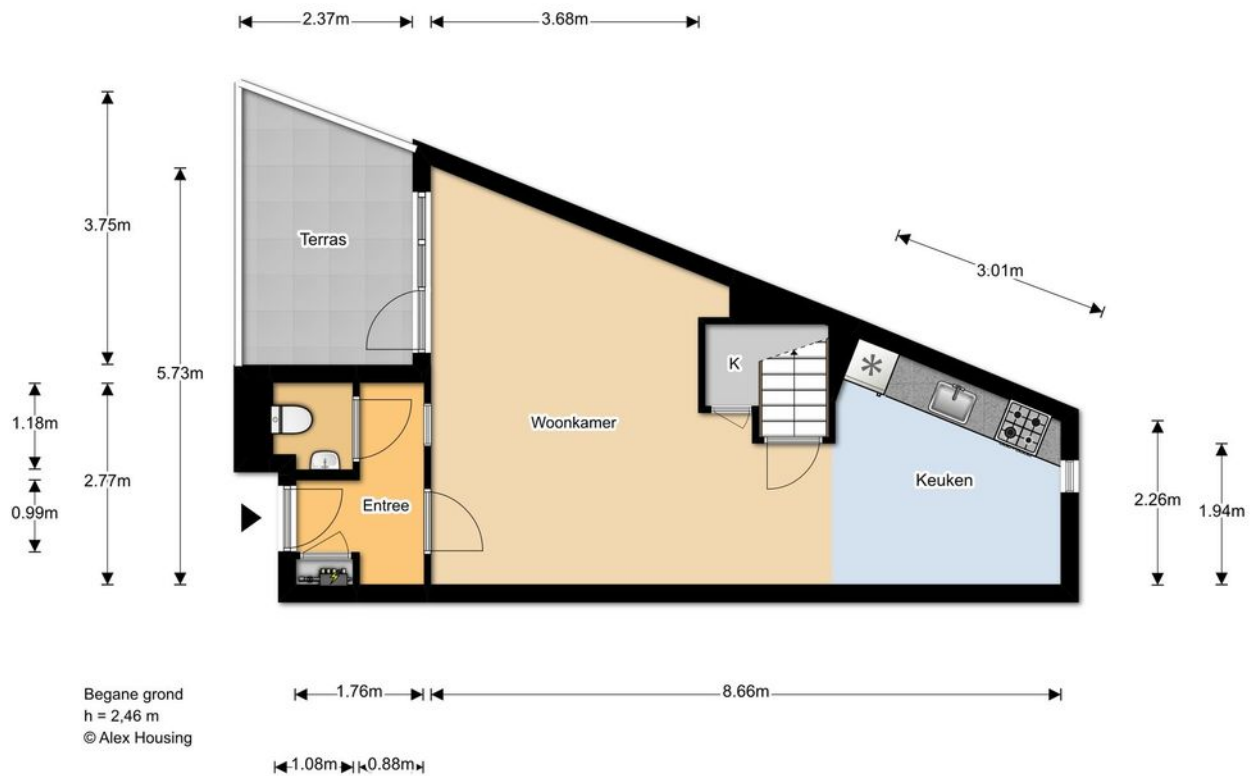 2.37m
3.68m
3.75m
Terras
3.01m
5.73m
K
1.18m
Woonkamer
2.77m
Keuken
2.26m
0.99m
Entree
1.94m
1.76m
8.66m
Begane grond
h = 2,46 m
© Alex Housing
1.08m
0.88m